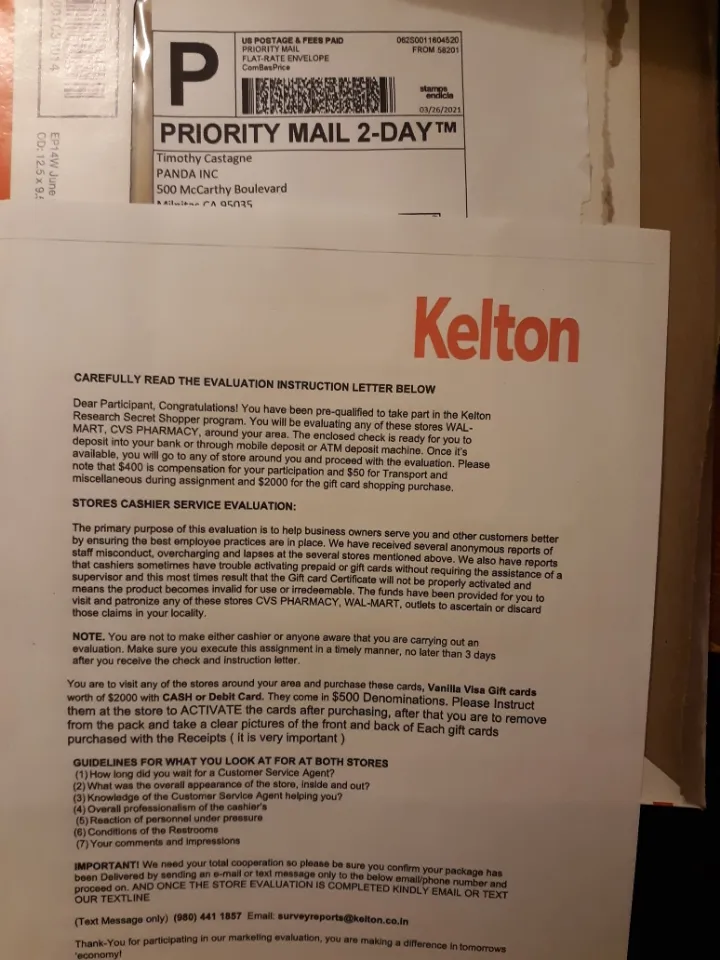 US POSTAGE & FEES PAID
PRIORITY MAIL
FLAT-RATE ENVELOPE
ComBasPrice
062S0011604520
FROM 58201
stamps
endicia
03/26/2021
P
PRIORITY MAIL 2-DAY™
Timothy Castagne
PANDA INC
500 McCarthy Boulevard
Milpitas CA 95035
EP14W June
OD: 12.5 x 9.5
Kelton
CAREFULLY READ THE EVALUATION INSTRUCTION LETTER BELOW
Dear Participant, Congratulations! You have been pre-qualified to take part in the Kelton
Research Secret Shopper program. You will be evaluating any of these stores WAL-
MART, CVS PHARMACY, around your area. The enclosed check is ready for you to
deposit into your bank or through mobile deposit or ATM deposit machine. Once it's
available, you will go to any of store around you and proceed with the evaluation. Please
note that $400 is compensation for your participation and $50 for Transport and
miscellaneous during assignment and $2000 for the gift card shopping purchase.
STORES CASHIER SERVICE EVALUATION:
The primary purpose of this evaluation is to help business owners serve you and other customers better
by ensuring the best employee practices are in place. We have received several anonymous reports of
staff misconduct, overcharging and lapses at the several stores mentioned above. We also have reports
that cashiers sometimes have trouble activating prepaid or gift cards without requiring the assistance of a
supervisor and this most times result that the Gift card Certificate will not be properly activated and
means the product becomes invalid for use or irredeemable. The funds have been provided for you to
visit and patronize any of these stores CVS PHARMACY, WAL-MART, outlets to ascertain or discard
those claims in your locality.
NOTE. You are not to make either cashier or anyone aware that you are carrying out an
evaluation. Make sure you execute this assignment in a timely manner, no later than 3 days
after you receive the check and instruction letter.
You are to visit any of the stores around your area and purchase these cards, Vanilla Visa Gift cards
worth of $2000 with CASH or Debit Card. They come in $500 Denominations. Please Instruct
them at the store to ACTIVATE the cards after purchasing, after that you are to remove
from the pack and take a clear pictures of the front and back of Each gift cards
purchased with the Receipts ( it is very important )
GUIDELINES FOR WHAT YOU LOOK AT FOR AT BOTH STORES
(1) How long did you wait for a Customer Service Agent?
(2) What was the overall appearance of the store, inside and out?
(3) Knowledge of the Customer Service Agent helping you?
(4) Overall professionalism of the cashier's
(5) Reaction of personnel under pressure
(6) Conditions of the Restrooms
(7) Your comments and impressions
IMPORTANT! We need your total cooperation so please be sure you confirm your package has
been Delivered by sending an e-mail or text message only to the below email/phone number and
proceed on. AND ONCE THE STORE EVALUATION IS COMPLETED KINDLY EMAIL OR TEXT
OUR TEXTLINE
(Text Message only) (980) 441 1857 Email: surveyreports@kelton.co.in
Thank-You for participating in our marketing evaluation, you are making a difference in tomorrows
'economy!